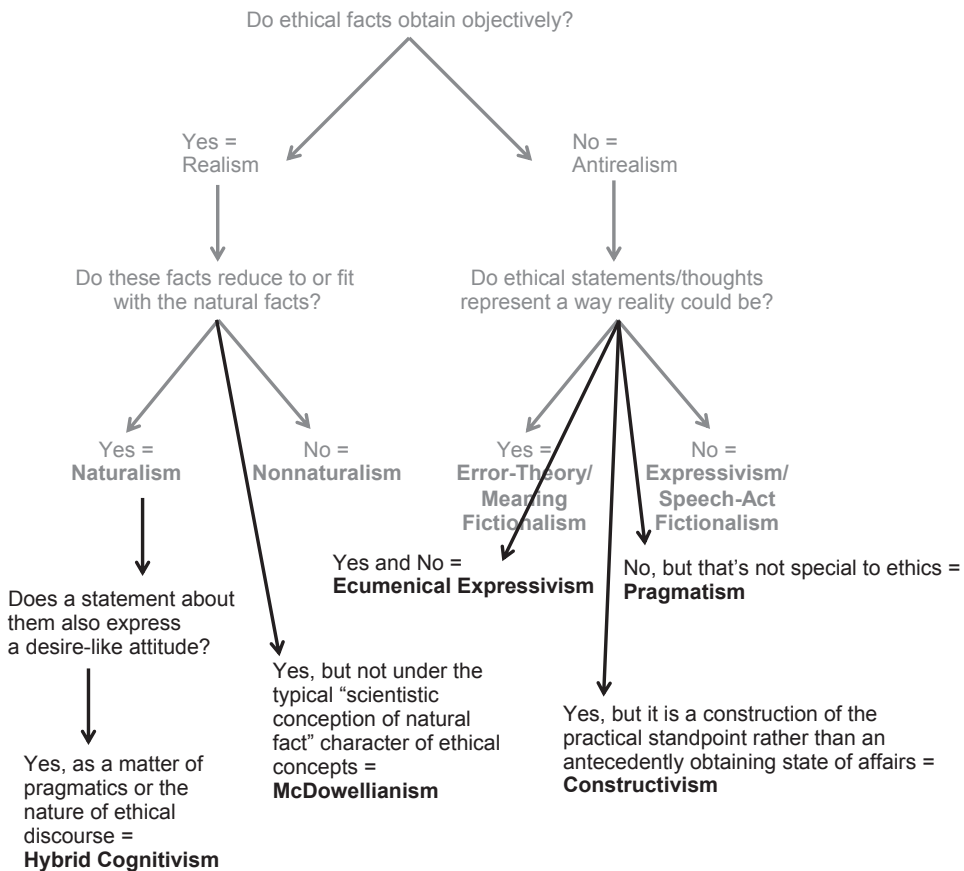 Do ethical facts obtain objectively?
Yes =
Realism
No =
Antirealism
Do these facts reduce to or fit
with the natural facts?
Do ethical statements/thoughts
represent a way reality could be?
Yes =
Naturalism
No =
Nonnaturalism
Yes =
Error-Theory/
Meaning
Fictionalism
No =
Expressivism/
Speech-Act
Fictionalism
Yes and No =
Ecumenical Expressivism
No, but that’s not special to ethics =
Pragmatism
Does a statement about
them also express
a desire-like attitude?
Yes, but not under the
typical “scientistic
conception of natural
fact” character of ethical
concepts =
McDowellianism
Yes, but it is a construction of the
practical standpoint rather than an
antecedently obtaining state of affairs =
Constructivism
Yes, as a matter of
pragmatics or the
nature of ethical
discourse =
Hybrid Cognitivism